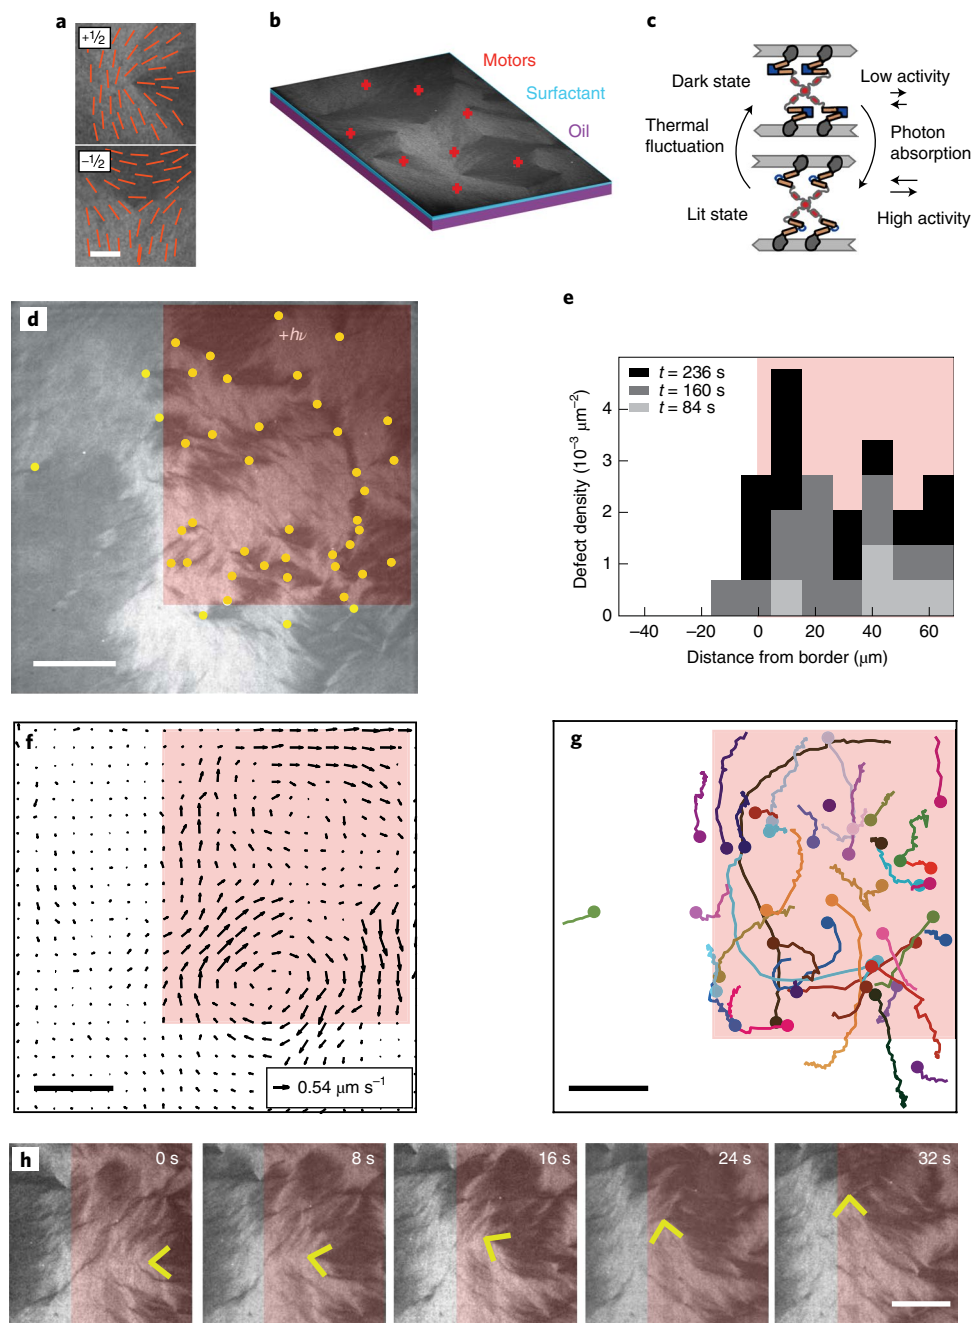 a
+1/2
−1/2
b
Motors
Surfactant
Oil
c
Dark state
Low activity
Thermal
fluctuation
Photon
absorption
Lit state
High activity
d
+hν
e
t = 236 s
t = 160 s
t = 84 s
Defect density (10⁻³ μm⁻²)
4
3
2
1
0
−40
−20
0
20
40
60
Distance from border (μm)
f
0.54 μm s⁻¹
g
h
0 s
8 s
16 s
24 s
32 s